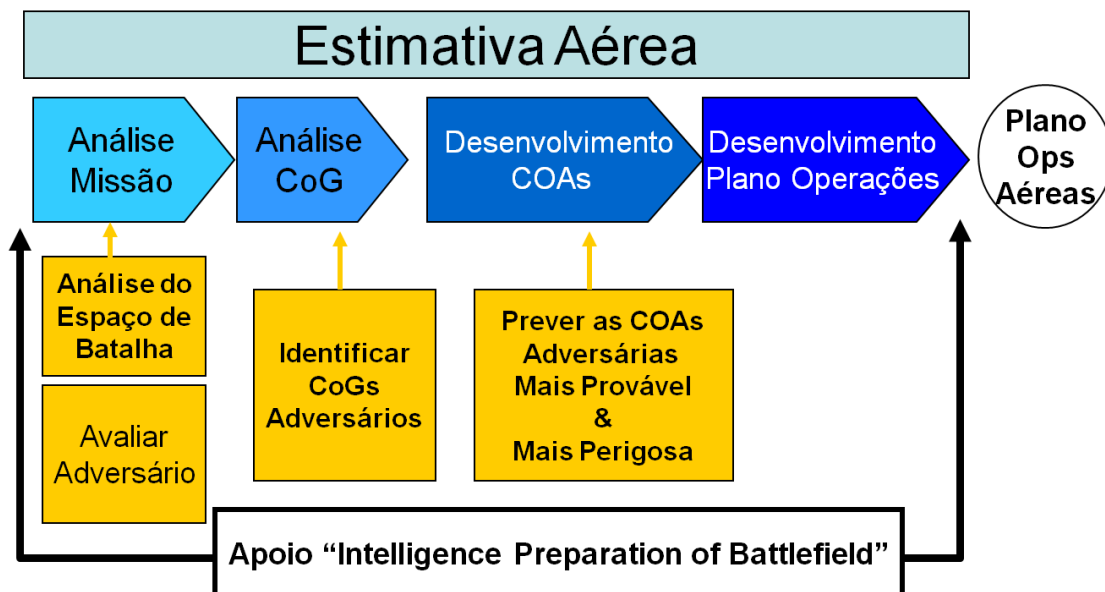 Estimativa Aérea
Análise
Missão
Análise
CoG
Desenvolvimento
COAs
Desenvolvimento
Plano Operações
Plano
Ops
Aéreas
Análise do
Espaço de
Batalha
Avaliar
Adversário
Identificar
CoGs
Adversários
Prever as COAs
Adversárias
Mais Provável
&
Mais Perigosa
Apoio “Intelligence Preparation of Battlefield”